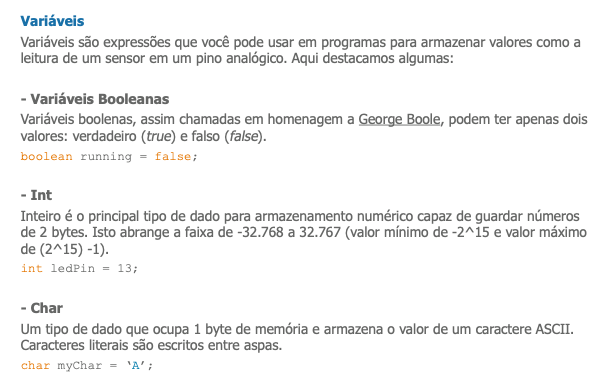 Variáveis
Variáveis são expressões que você pode usar em programas para armazenar valores como a
leitura de um sensor em um pino analógico. Aqui destacamos algumas:
- Variáveis Booleanas
Variáveis boolenas, assim chamadas em homenagem a George Boole, podem ter apenas dois
valores: verdadeiro (true) e falso (false).
boolean running = false;
- Int
Inteiro é o principal tipo de dado para armazenamento numérico capaz de guardar números
de 2 bytes. Isto abrange a faixa de -32.768 a 32.767 (valor mínimo de -2^15 e valor máximo
de (2^15) -1).
int ledPin = 13;
- Char
Um tipo de dado que ocupa 1 byte de memória e armazena o valor de um caractere ASCII.
Caracteres literais são escritos entre aspas.
char myChar = ‘A’;